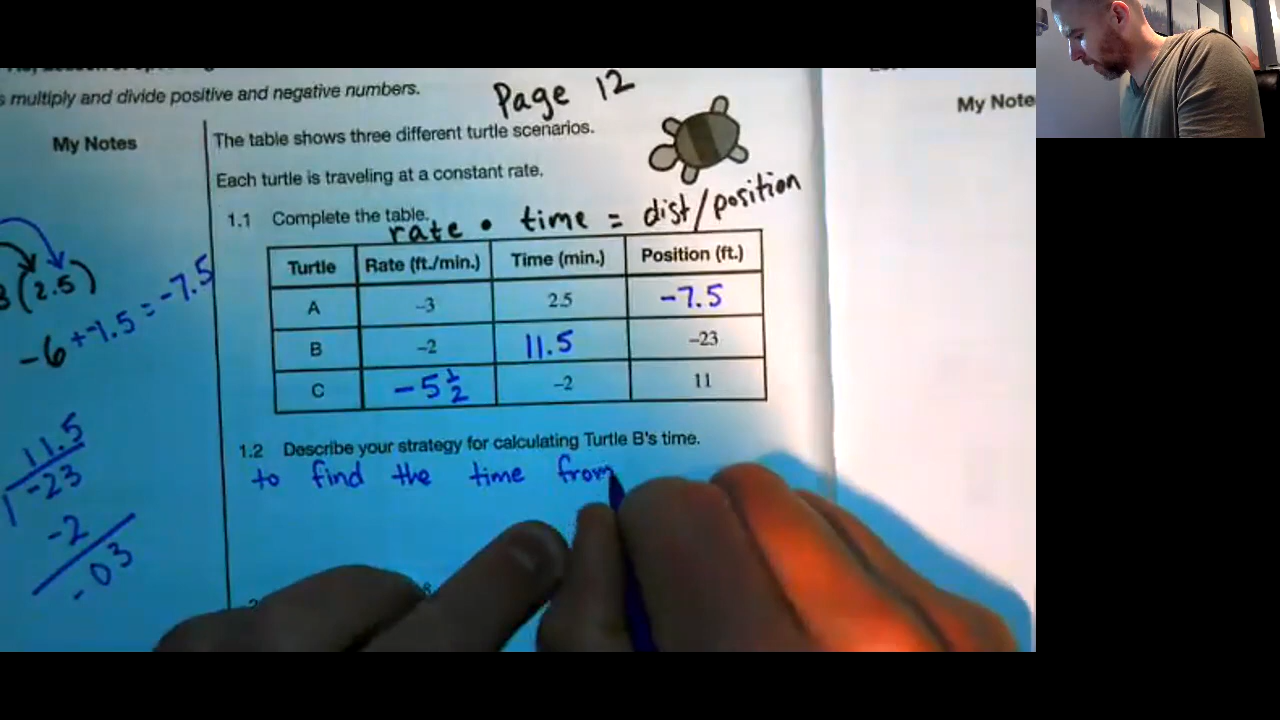 s multiply and divide positive and negative numbers.
Page 12
My Notes
My Note
The table shows three different turtle scenarios.
Each turtle is traveling at a constant rate.
1.1 Complete the table.
rate • time = dist/position
Turtle Rate (ft./min.) Time (min.) Position (ft.)
A –3 2.5 -7.5
B –2 11.5 –23
C -5 1/2 –2 11
3(2.5)
-6 + -1.5 = -7.5
11.5
-23
-2
-03
1.2 Describe your strategy for calculating Turtle B's time.
to find the time from